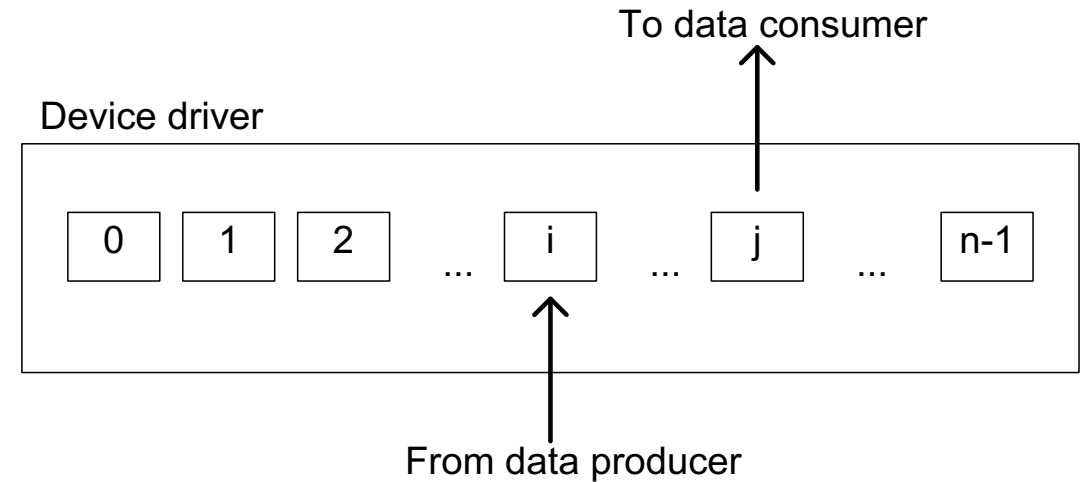 To data consumer
Device driver
0 1 2 ... i ... j ... n-1
From data producer